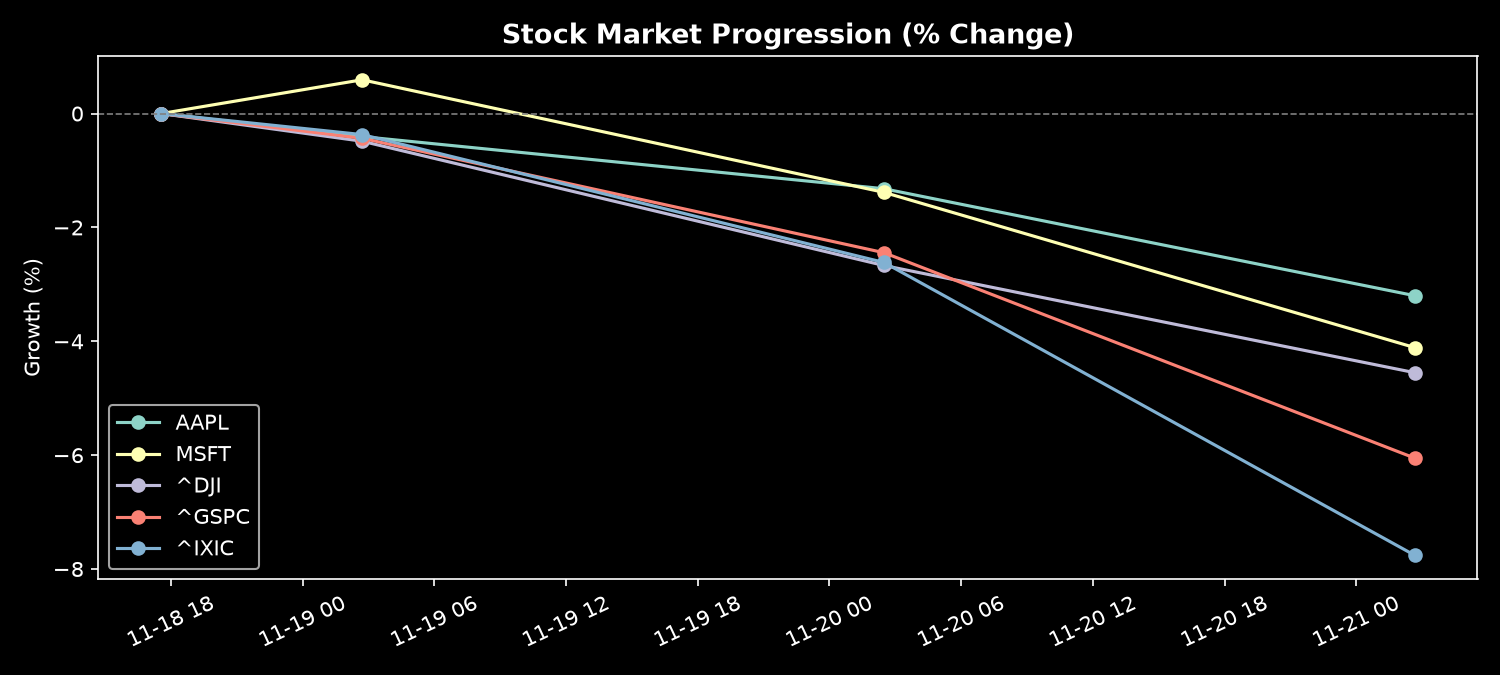 Stock Market Progression (% Change)
Growth (%)
0
−2
−4
−6
−8
AAPL
MSFT
^DJI
^GSPC
^IXIC
11-18 18
11-19 00
11-19 06
11-19 12
11-19 18
11-20 00
11-20 06
11-20 12
11-20 18
11-21 00